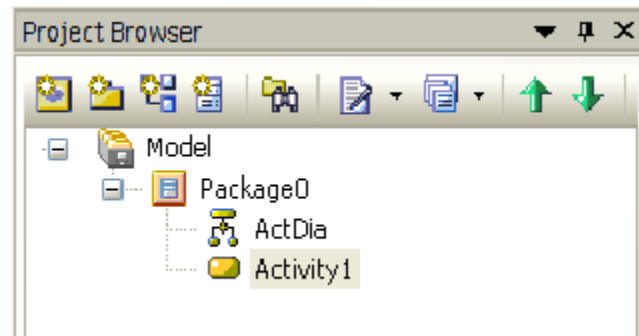 Project Browser
Model
Package0
ActDia
Activity1